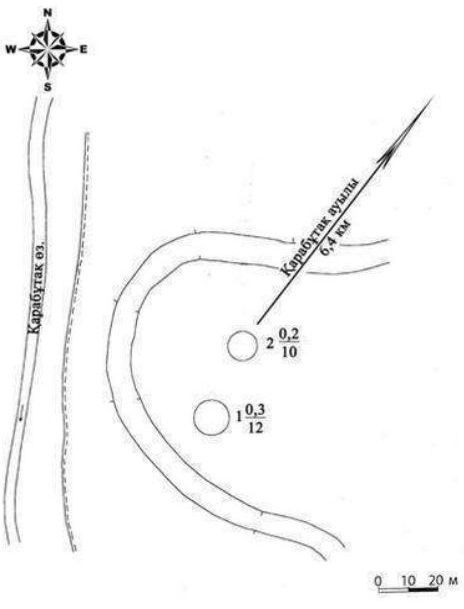 N
W E
S
Қарабұтақ өз.
Қарабұтақ ауылы
6,4 км
2 0,2
10
1 0,3
12
0 10 20 м